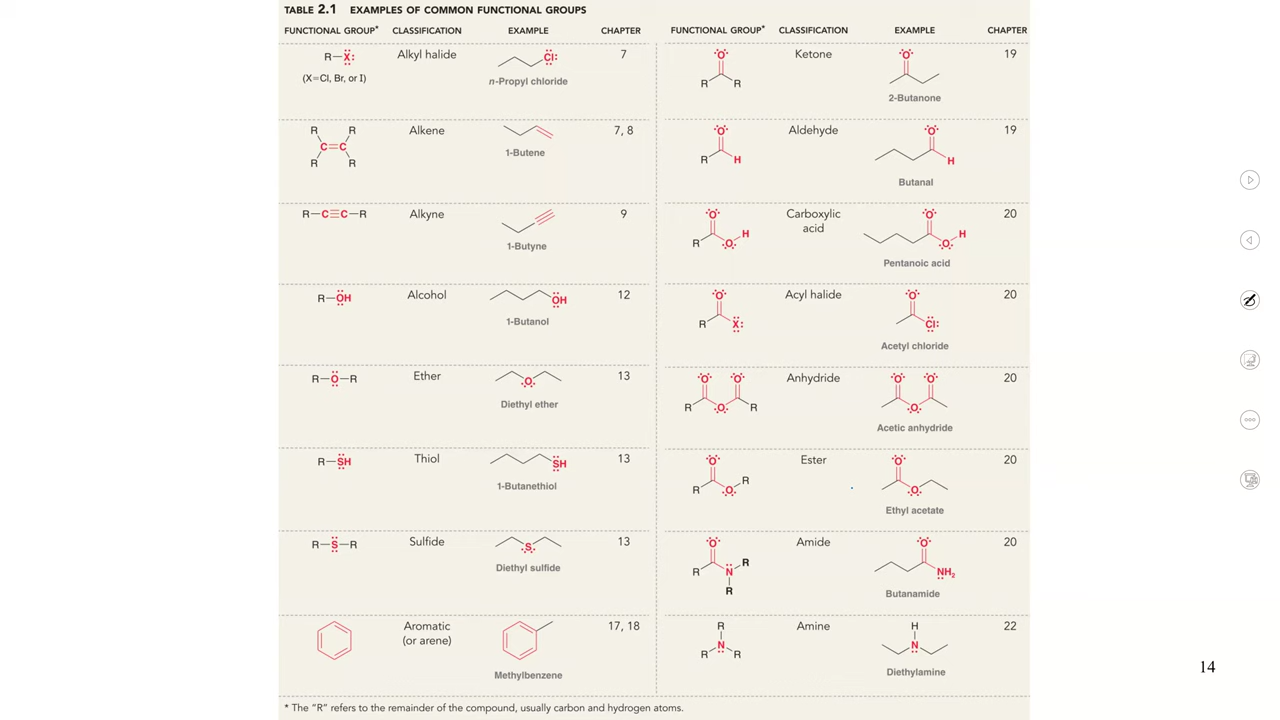 TABLE 2.1 EXAMPLES OF COMMON FUNCTIONAL GROUPS
FUNCTIONAL GROUP* CLASSIFICATION EXAMPLE CHAPTER
R—X:
(X=Cl, Br, or I)
Alkyl halide
Cl:
n-Propyl chloride
7
R R
C=C
R R
Alkene
1-Butene
7, 8
R—C≡C—R
Alkyne
1-Butyne
9
R—OH
Alcohol
OH
1-Butanol
12
R—O—R
Ether
O
Diethyl ether
13
R—SH
Thiol
SH
1-Butanethiol
13
R—S—R
Sulfide
S
Diethyl sulfide
13
Aromatic
(or arene)
Methylbenzene
17, 18
FUNCTIONAL GROUP* CLASSIFICATION EXAMPLE CHAPTER
O
R R
Ketone
O
2-Butanone
19
O
R H
Aldehyde
O
H
Butanal
19
O
H
R O
Carboxylic
acid
O
H
O
Pentanoic acid
20
O
R X:
Acyl halide
O
Cl:
Acetyl chloride
20
O O
R O R
Anhydride
O O
O
Acetic anhydride
20
O
R
R O
Ester
O
O
Ethyl acetate
20
O
R
R N
R
Amide
O
NH2
Butanamide
20
R
N
R R
Amine
H
N
Diethylamine
22
* The "R" refers to the remainder of the compound, usually carbon and hydrogen atoms.
14